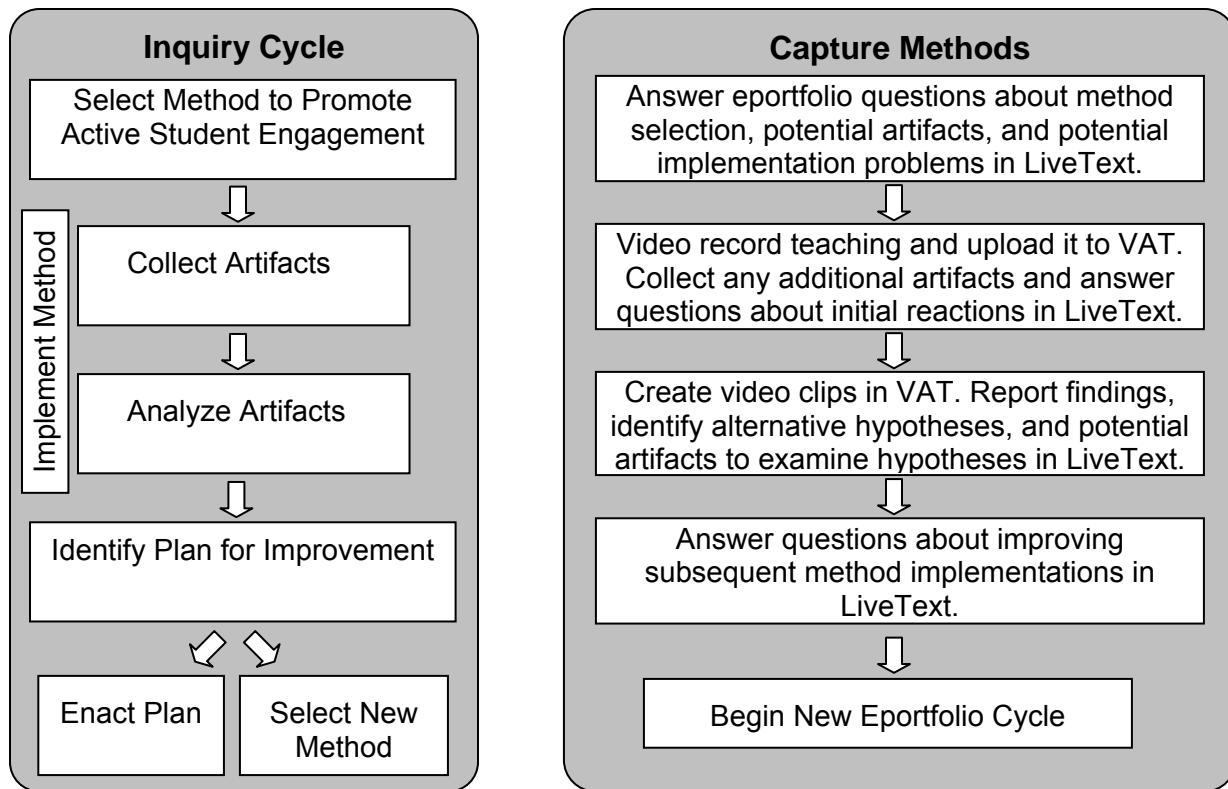 Inquiry Cycle
Select Method to Promote
Active Student Engagement
Implement Method
Collect Artifacts
Analyze Artifacts
Identify Plan for Improvement
Enact Plan
Select New
Method
Capture Methods
Answer eportfolio questions about method
selection, potential artifacts, and potential
implementation problems in LiveText.
Video record teaching and upload it to VAT.
Collect any additional artifacts and answer
questions about initial reactions in LiveText.
Create video clips in VAT. Report findings,
identify alternative hypotheses, and potential
artifacts to examine hypotheses in LiveText.
Answer questions about improving
subsequent method implementations in
LiveText.
Begin New Eportfolio Cycle